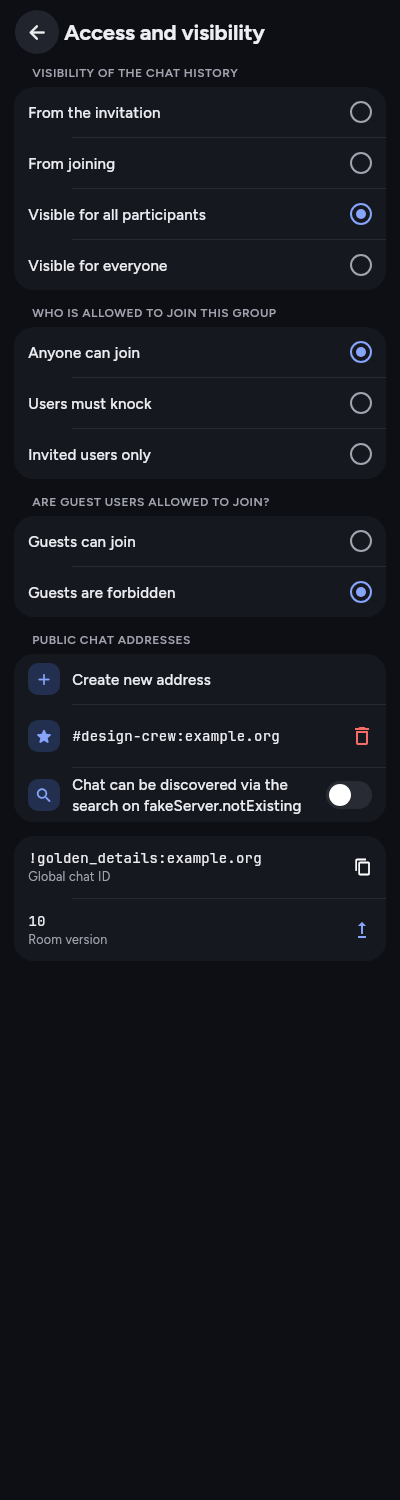 Access and visibility
VISIBILITY OF THE CHAT HISTORY
From the invitation
From joining
Visible for all participants
Visible for everyone
WHO IS ALLOWED TO JOIN THIS GROUP
Anyone can join
Users must knock
Invited users only
ARE GUEST USERS ALLOWED TO JOIN?
Guests can join
Guests are forbidden
PUBLIC CHAT ADDRESSES
Create new address
#design-crew:example.org
Chat can be discovered via the
search on fakeServer.notExisting
!golden_details:example.org
Global chat ID
10
Room version